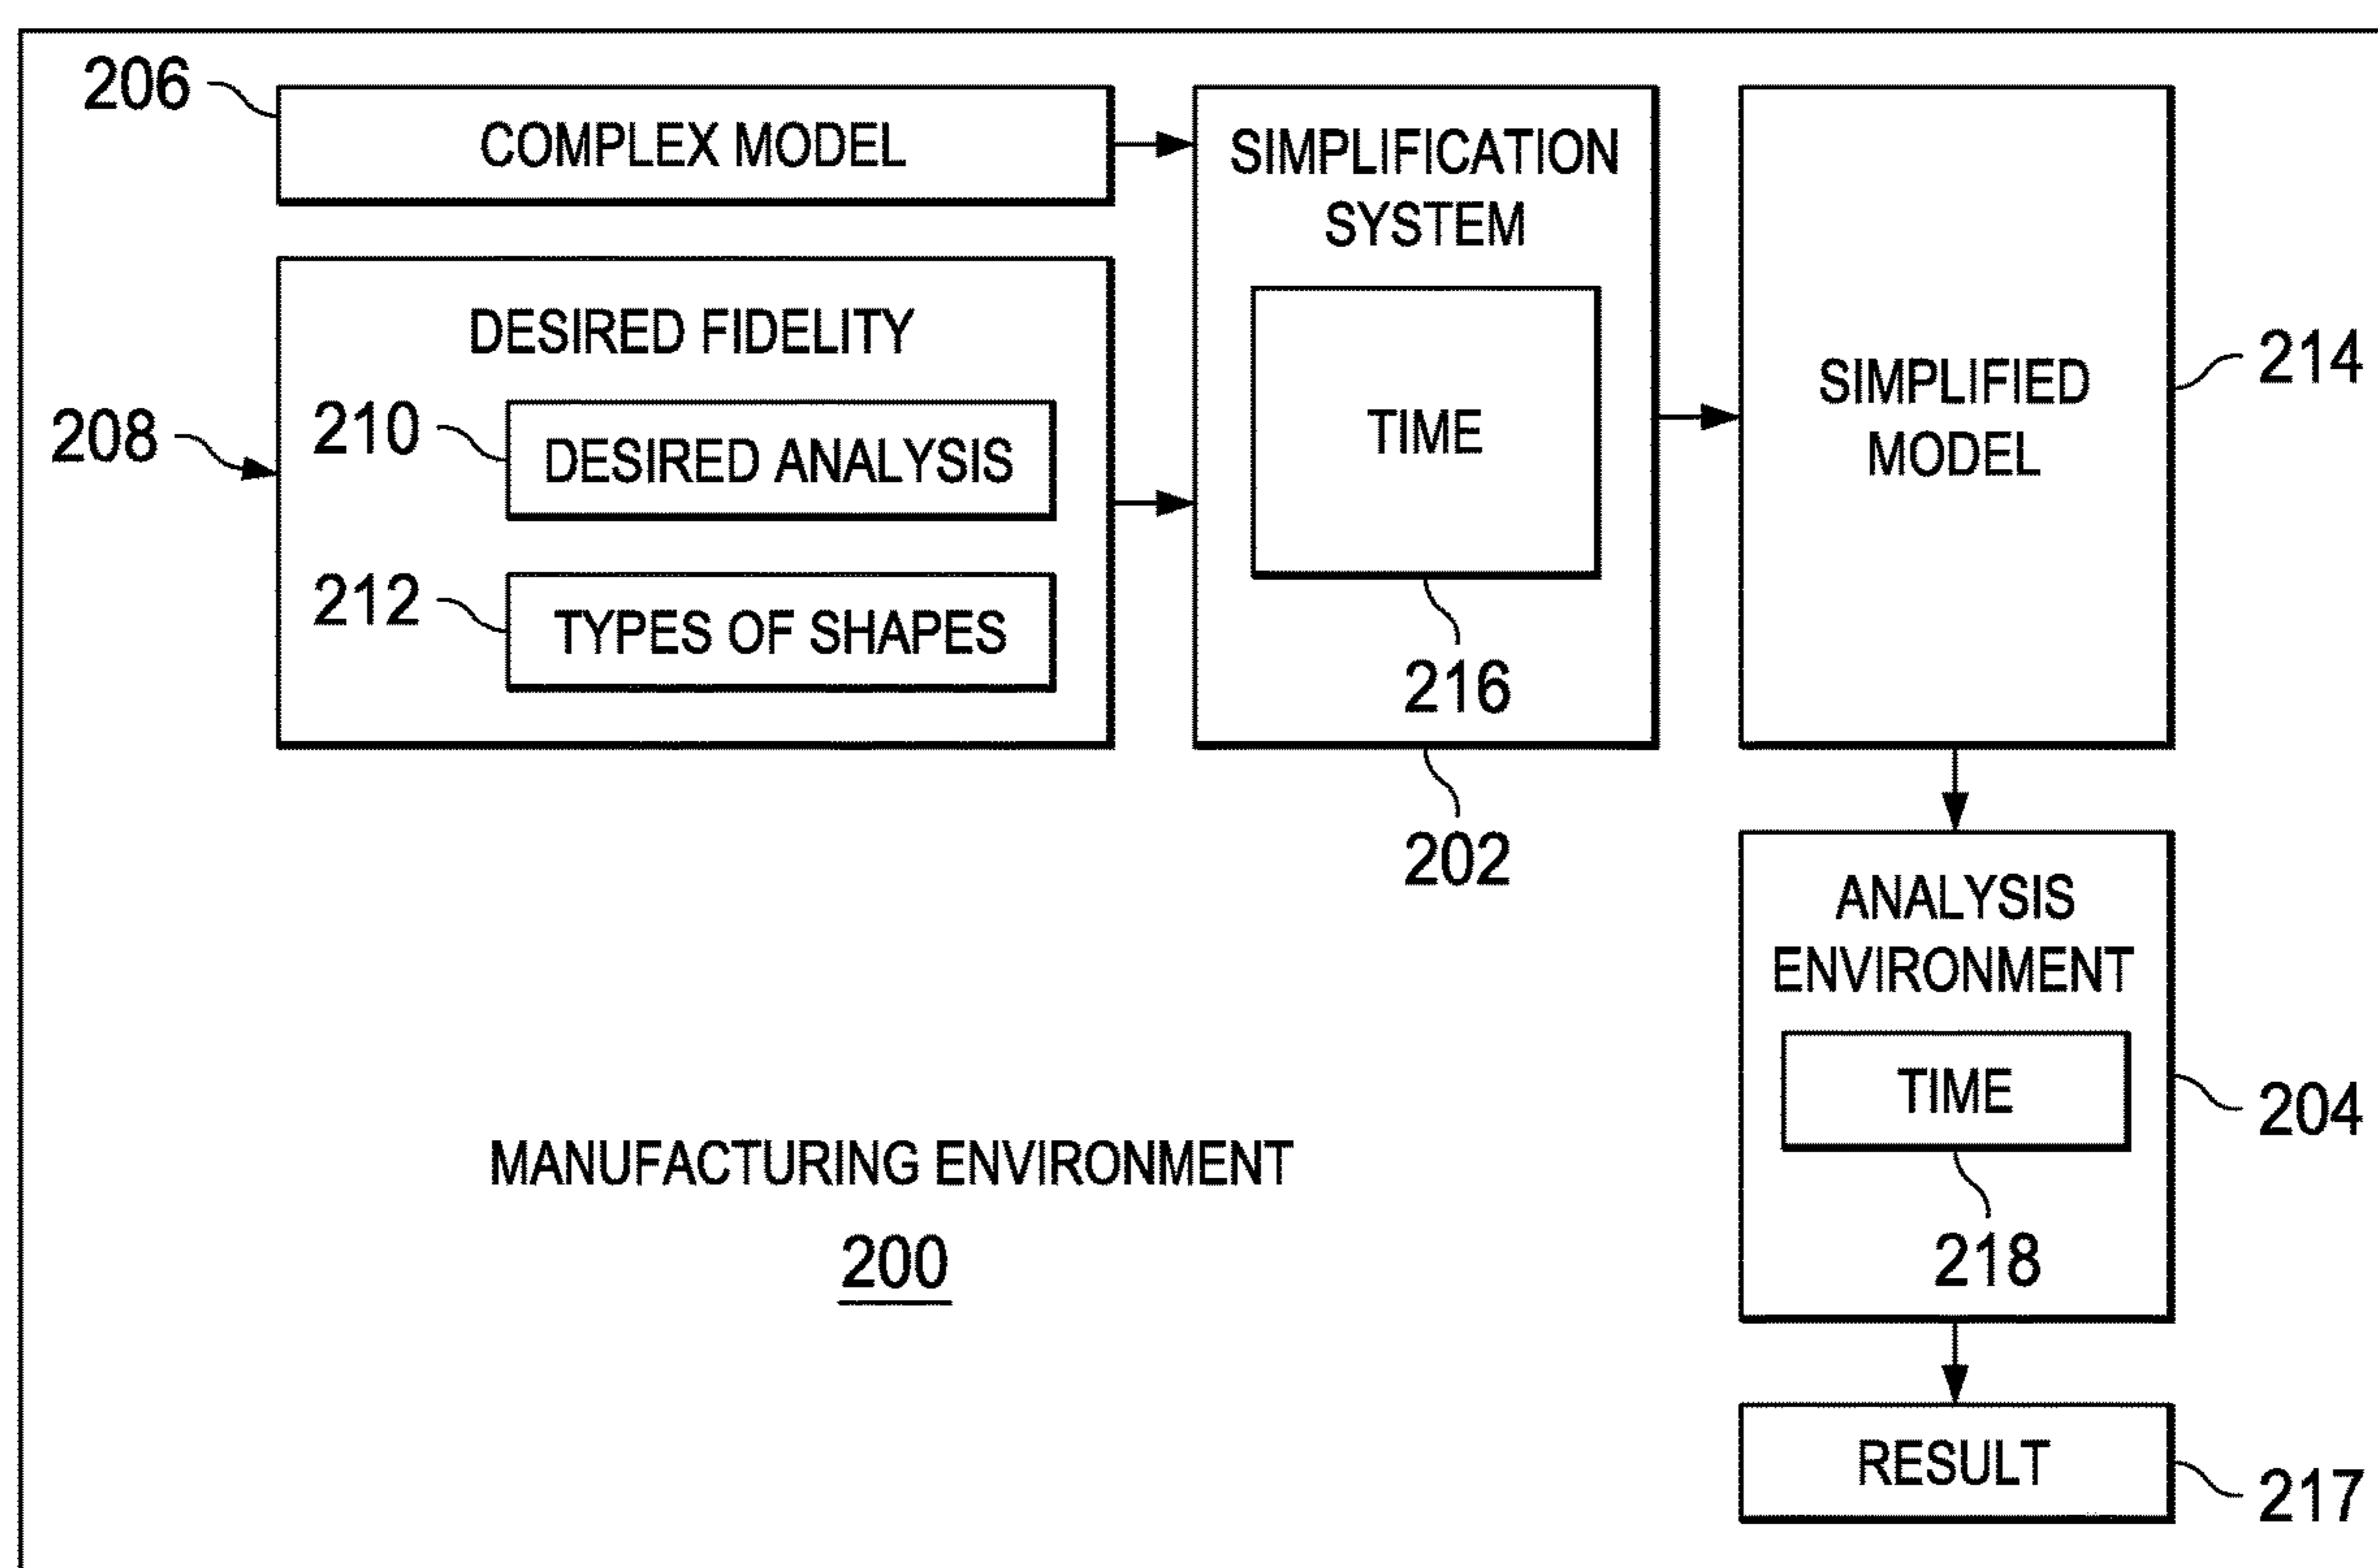 206
COMPLEX MODEL
SIMPLIFICATION
SYSTEM
DESIRED FIDELITY
208
210
DESIRED ANALYSIS
212
TYPES OF SHAPES
TIME
216
202
SIMPLIFIED
MODEL
214
ANALYSIS
ENVIRONMENT
TIME
204
218
MANUFACTURING ENVIRONMENT
200
RESULT
217